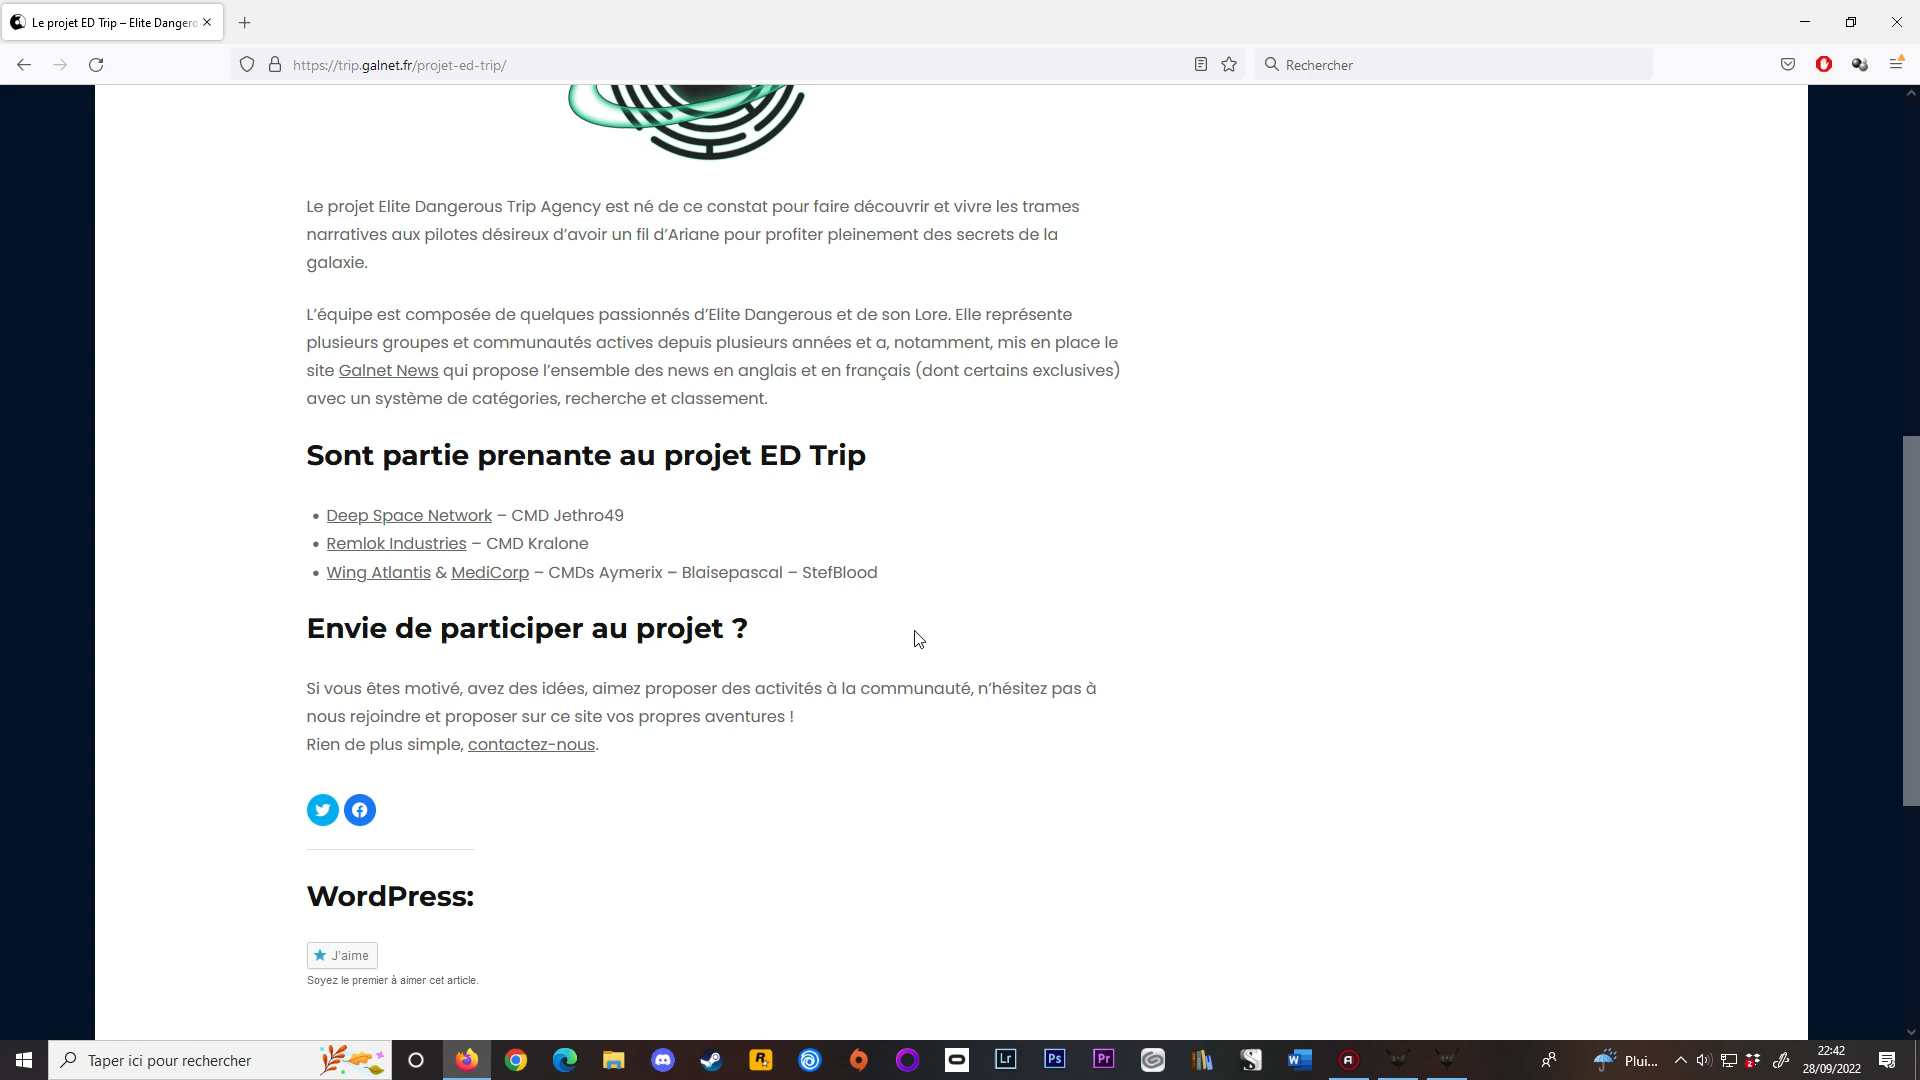 Le projet ED Trip – Elite Dangero
https://trip.galnet.fr/projet-ed-trip/
Rechercher
Le projet Elite Dangerous Trip Agency est né de ce constat pour faire découvrir et vivre les trames
narratives aux pilotes désireux d’avoir un fil d’Ariane pour profiter pleinement des secrets de la
galaxie.
L’équipe est composée de quelques passionnés d’Elite Dangerous et de son Lore. Elle représente
plusieurs groupes et communautés actives depuis plusieurs années et a, notamment, mis en place le
site Galnet News qui propose l’ensemble des news en anglais et en français (dont certains exclusives)
avec un système de catégories, recherche et classement.
Sont partie prenante au projet ED Trip
• Deep Space Network – CMD Jethro49
• Remlok Industries – CMD Kralone
• Wing Atlantis & MediCorp – CMDs Aymerix – Blaisepascal – StefBlood
Envie de participer au projet ?
Si vous êtes motivé, avez des idées, aimez proposer des activités à la communauté, n’hésitez pas à
nous rejoindre et proposer sur ce site vos propres aventures !
Rien de plus simple, contactez-nous.
WordPress:
J'aime
Soyez le premier à aimer cet article.
Taper ici pour rechercher
Lr
Ps
Pr
Plui...
22:42
28/09/2022